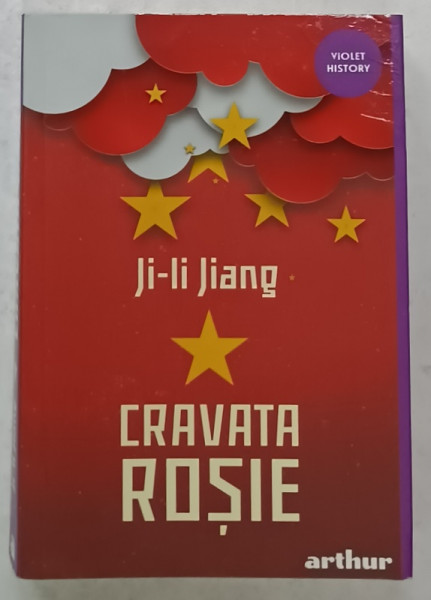 VIOLET
HISTORY
Ji-li Jiang
CRAVATA
ROȘIE
arthur